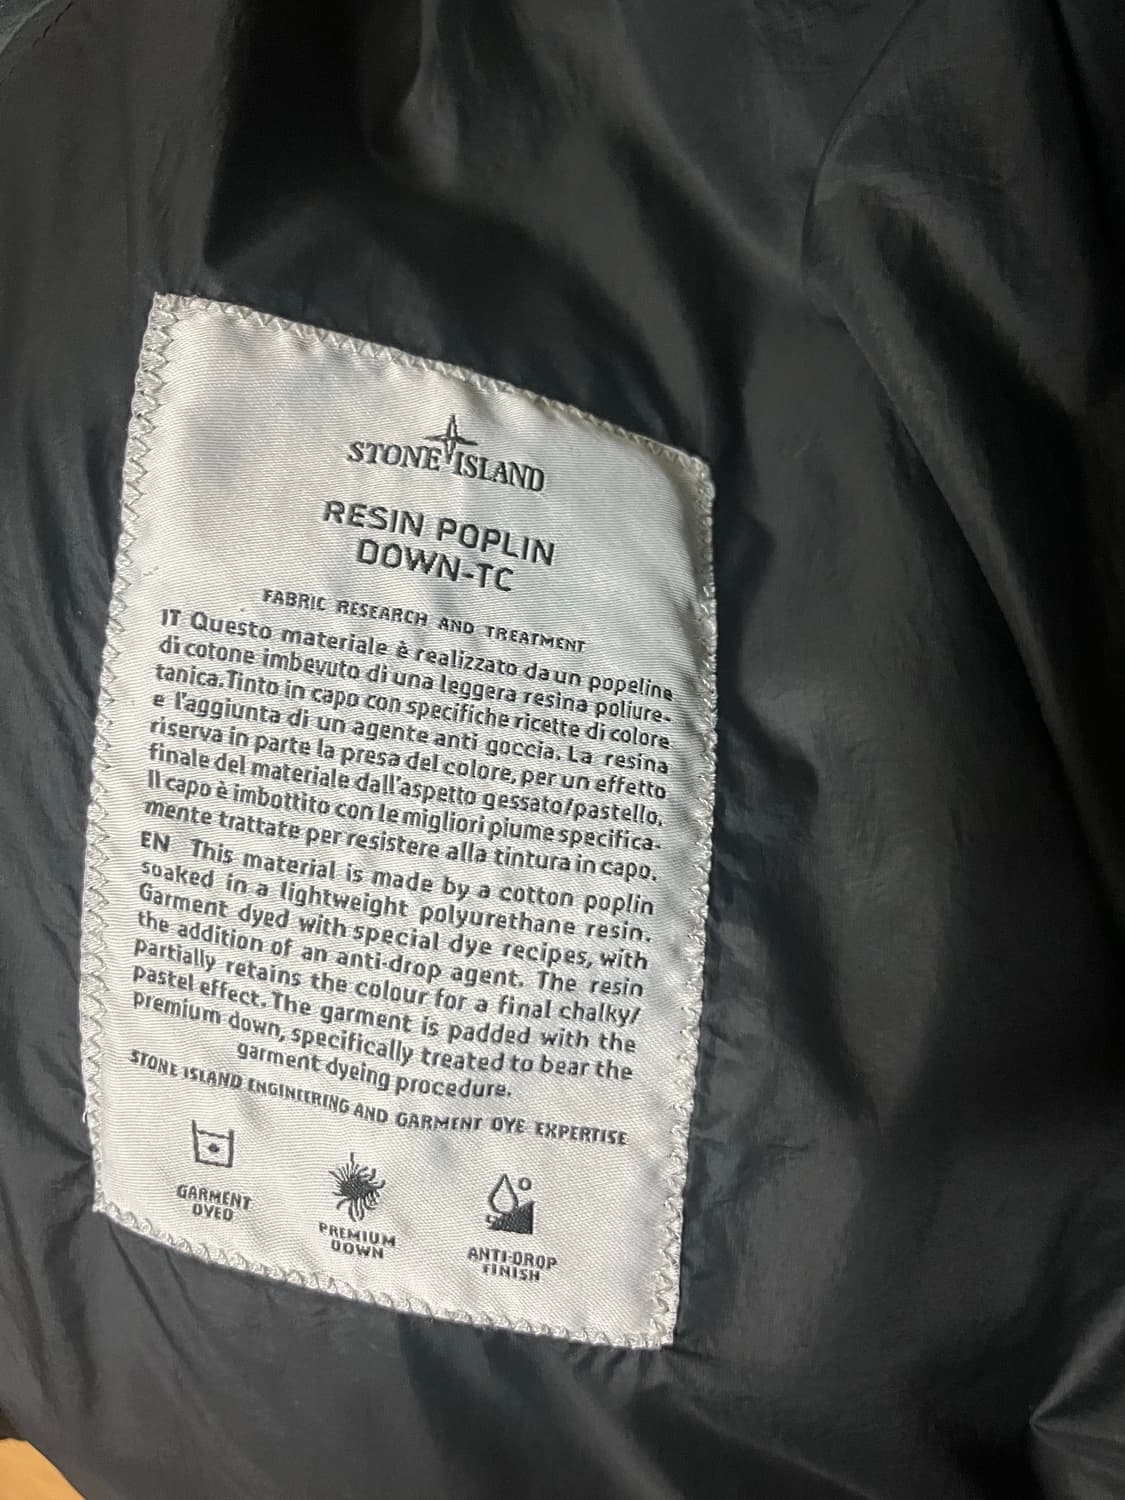 STONE ISLAND
RESIN POPLIN
DOWN-TC
FABRIC RESEARCH AND TREATMENT
IT Questo materiale è realizzato da un popeline
di cotone imbevuto di una leggera resina poliure-
tanica. Tinto in capo con specifiche ricette di colore
e l'aggiunta di un agente anti goccia. La resina
riserva in parte la presa del colore, per un effetto
finale del materiale dall'aspetto gessato/pastello.
Il capo è imbottito con le migliori piume specifica-
mente trattate per resistere alla tintura in capo.
EN This material is made by a cotton poplin
soaked in a lightweight polyurethane resin.
Garment dyed with special dye recipes, with
the addition of an anti-drop agent. The resin
partially retains the colour for a final chalky/
pastel effect. The garment is padded with the
premium down, specifically treated to bear the
garment dyeing procedure.
STONE ISLAND ENGINEERING AND GARMENT DYE EXPERTISE
GARMENT
DYED
PREMIUM
DOWN
ANTI-DROP
FINISH